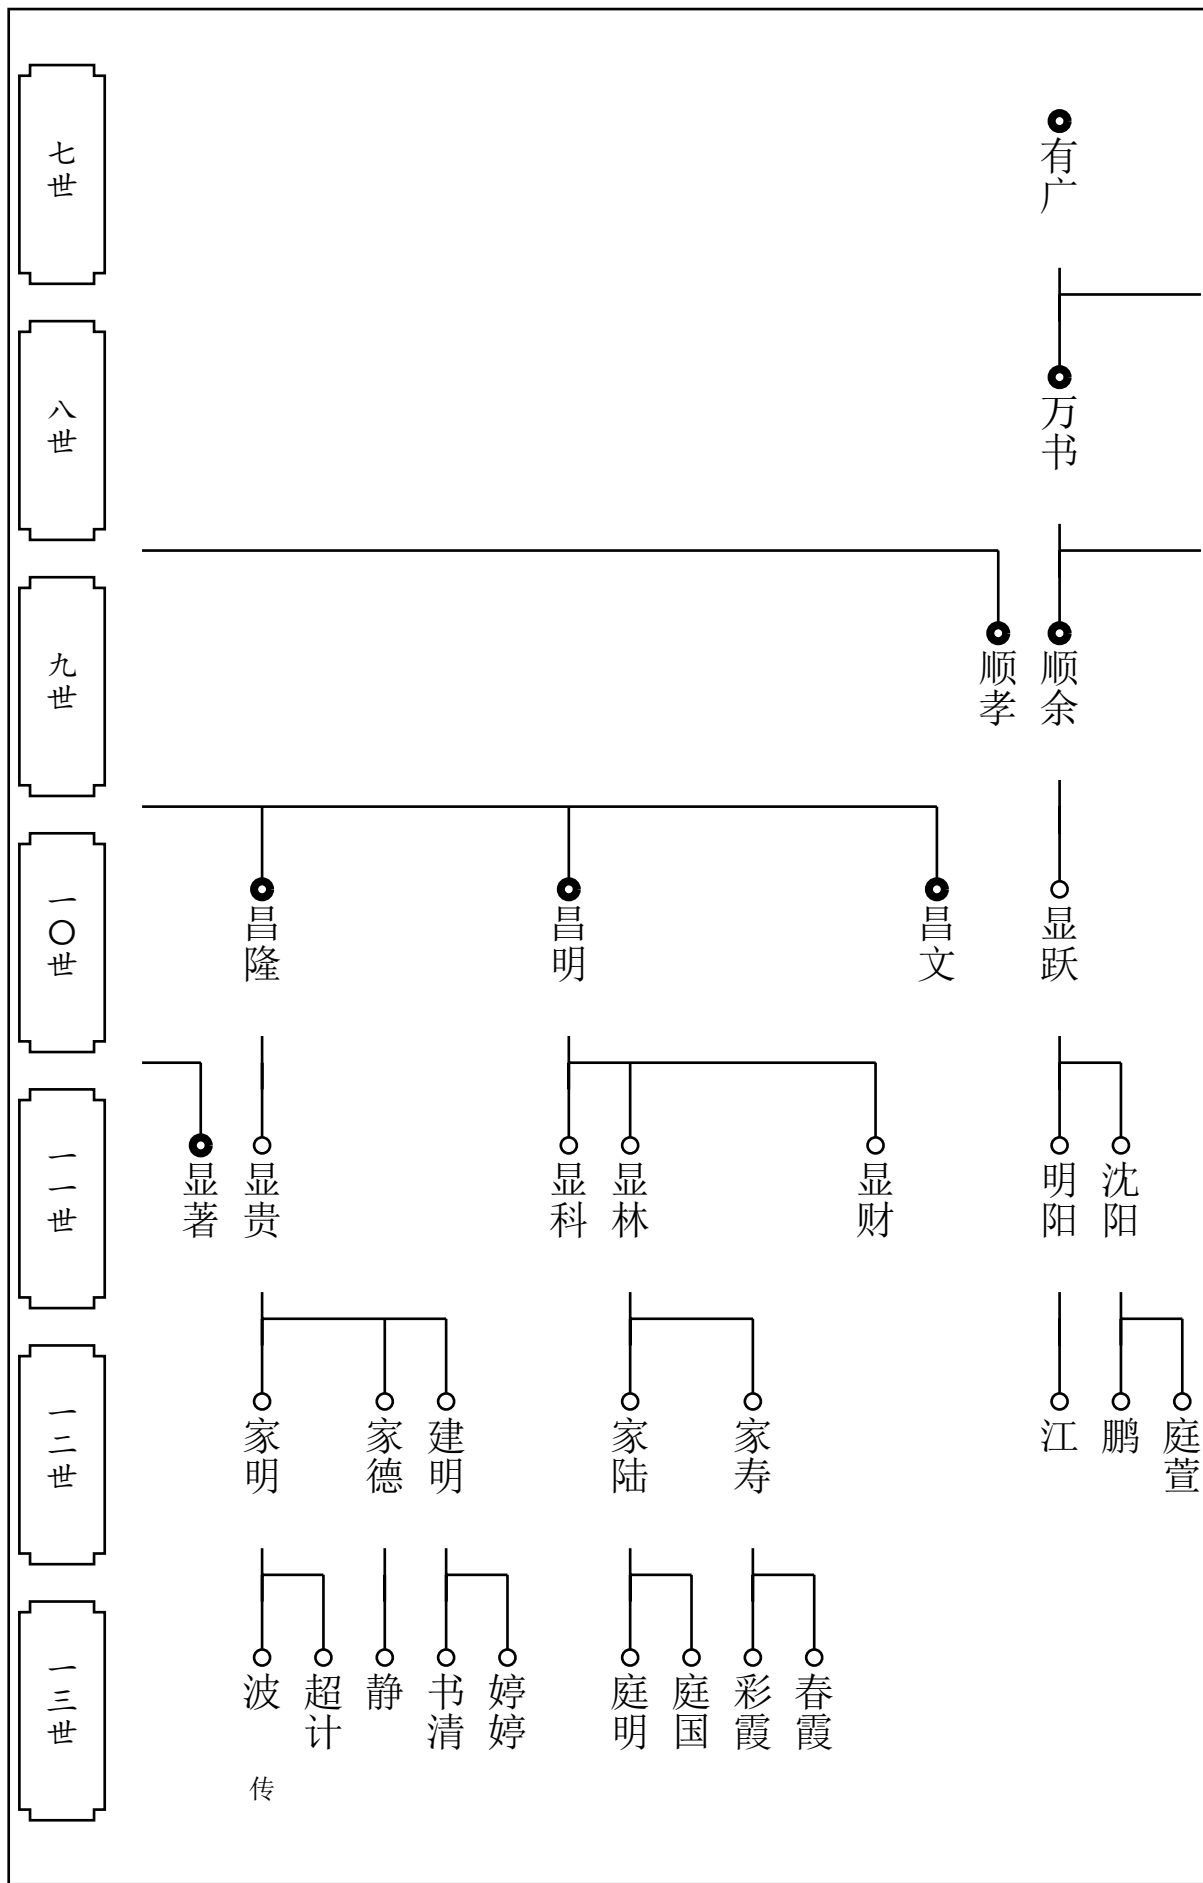 七世
有广
八世
万书
九世
顺孝
顺余
一〇世
昌隆
昌明
昌文
显跃
一一世
显著
显贵
显科
显林
显财
明阳
沈阳
一二世
家明
家德
建明
家陆
家寿
江
鹏
庭萱
一三世
波
超计
静
书清
婷婷
庭明
庭国
彩霞
春霞
传